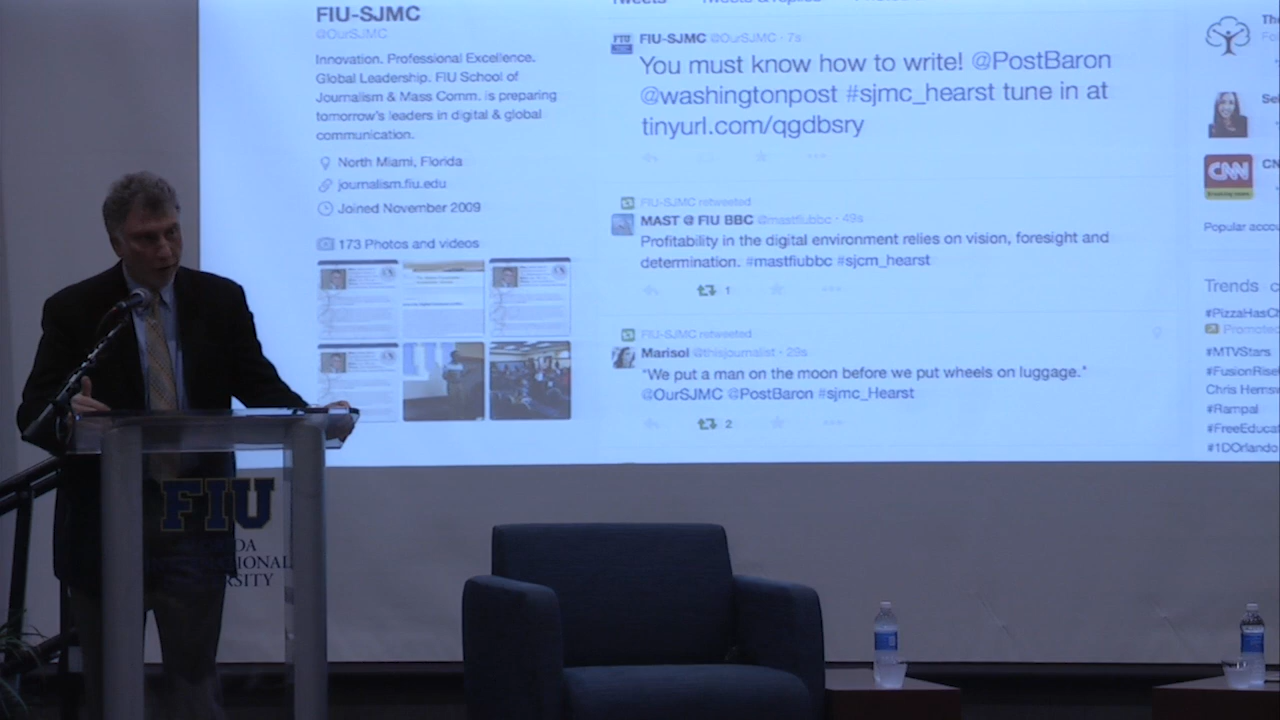 FIU-SJMC
@OurSJMC
Innovation. Professional Excellence.
Global Leadership. FIU School of
Journalism & Mass Comm. is preparing
tomorrow's leaders in digital & global
communication.
North Miami, Florida
journalism.fiu.edu
Joined November 2009
173 Photos and videos
Tweets Tweets & replies
FIU-SJMC @OurSJMC · 7s
You must know how to write! @PostBaron
@washingtonpost #sjmc_hearst tune in at
tinyurl.com/qgdbsry
FIU-SJMC retweeted
MAST @ FIU BBC @mastfiubbc · 49s
Profitability in the digital environment relies on vision, foresight and
determination. #mastfiubbc #sjcm_hearst
1
FIU-SJMC retweeted
Marisol @thisjournalist · 29s
"We put a man on the moon before we put wheels on luggage."
@OurSJMC @PostBaron #sjmc_Hearst
2
CNN
Popular
Trends
#MTVStars
#Rampal
#1DOrlando
FIU